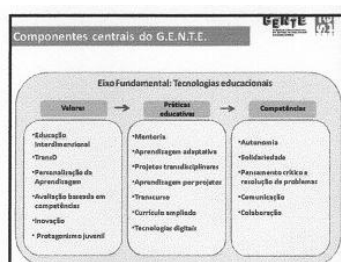 Componentes centrais do G.E.N.T.E.
GENTE
Eixo Fundamental: Tecnologias educacionais
Valores
Práticas
educativas
Competências
•Educação
Interdimensional
•TransD
•Personalização da
Aprendizagem
•Avaliação baseada em
competências
•Inovação
• Protagonismo juvenil
•Mentoria
•Aprendizagem adaptativa
•Projetos transdisciplinares
•Aprendizagem por projetos
•Transcurso
•Currículo ampliado
•Tecnologias digitais
•Autonomia
•Solidariedade
•Pensamento crítico e
resolução de problemas
•Comunicação
•Colaboração